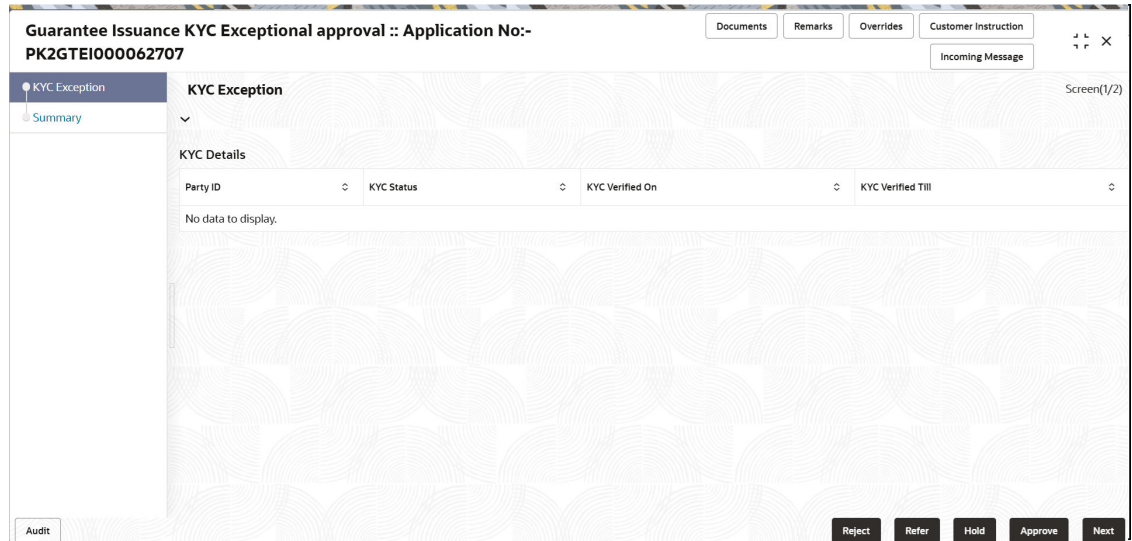 Guarantee Issuance KYC Exceptional approval :: Application No:-
PK2GTEI000062707
Documents Remarks Overrides Customer Instruction
Incoming Message
KYC Exception
Summary
KYC Exception
Screen(1/2)
KYC Details
Party ID KYC Status KYC Verified On KYC Verified Till
No data to display.
Audit Reject Refer Hold Approve Next